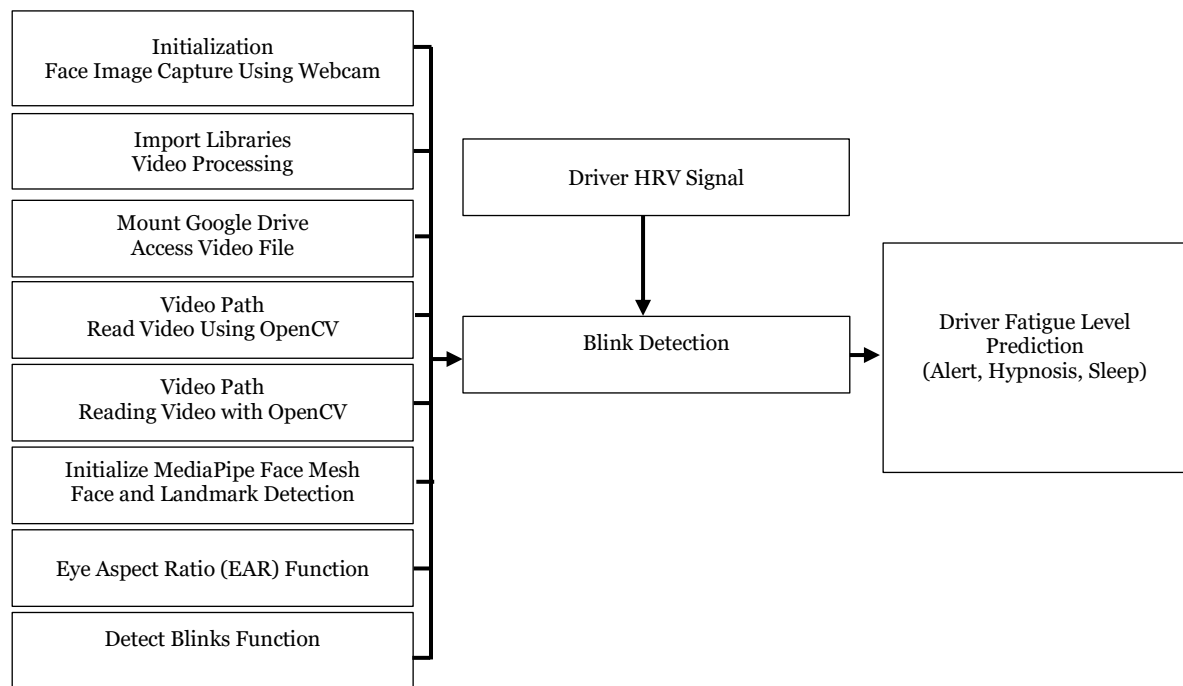 Initialization
Face Image Capture Using Webcam
Import Libraries
Video Processing
Mount Google Drive
Access Video File
Video Path
Read Video Using OpenCV
Video Path
Reading Video with OpenCV
Initialize MediaPipe Face Mesh
Face and Landmark Detection
Eye Aspect Ratio (EAR) Function
Detect Blinks Function
Driver HRV Signal
Blink Detection
Driver Fatigue Level
Prediction
(Alert, Hypnosis, Sleep)